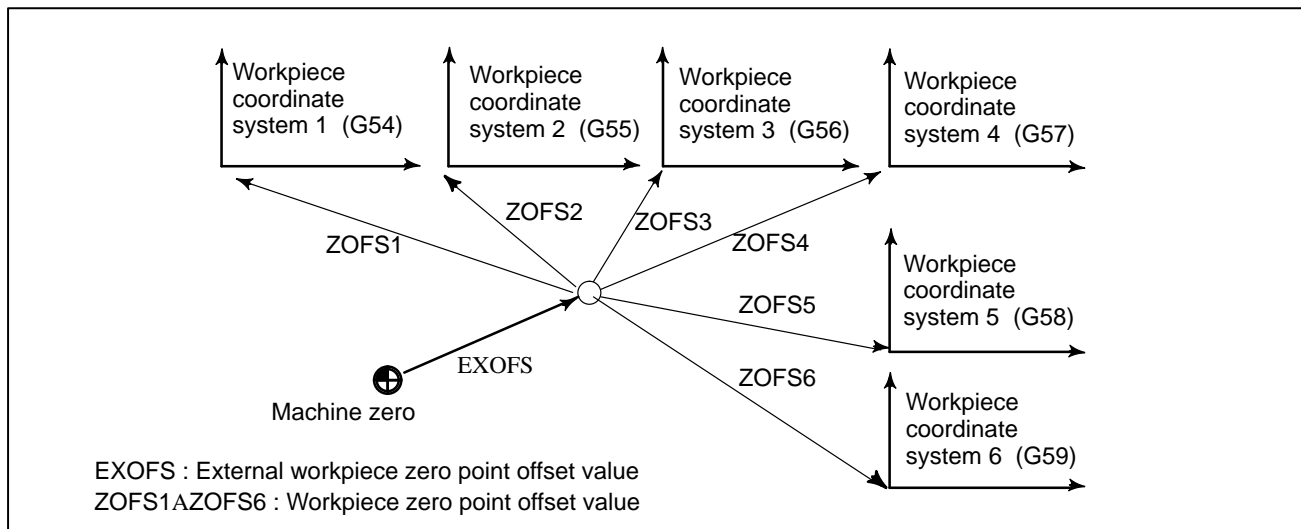 Workpiece
coordinate
system 1 (G54)
Workpiece
coordinate
system 2 (G55)
Workpiece
coordinate
system 3 (G56)
Workpiece
coordinate
system 4 (G57)
ZOFS1
ZOFS2
ZOFS3
ZOFS4
ZOFS5
Workpiece
coordinate
system 5 (G58)
EXOFS
ZOFS6
Machine zero
Workpiece
coordinate
system 6 (G59)
EXOFS : External workpiece zero point offset value
ZOFS1AZOFS6 : Workpiece zero point offset value